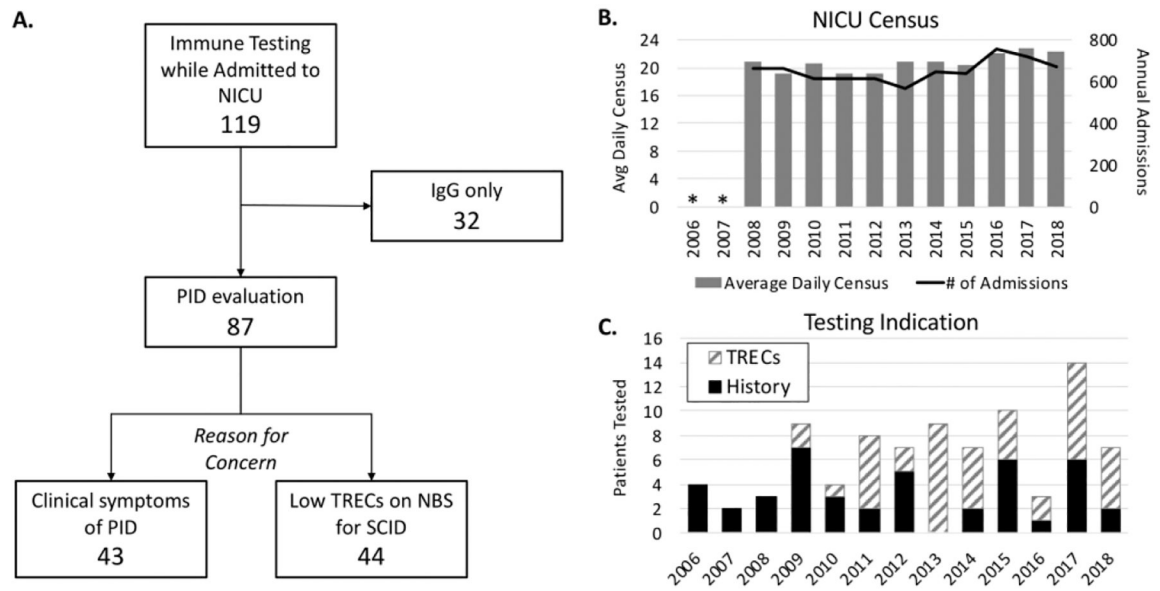 A.
Immune Testing
while Admitted to
NICU
119
IgG only
32
PID evaluation
87
Reason for
Concern
Clinical symptoms
of PID
43
Low TRECs on NBS
for SCID
44
B.
NICU Census
Avg Daily Census
24
20
16
12
8
4
0
800
600
400
200
0
Annual Admissions
* *
2006 2007 2008 2009 2010 2011 2012 2013 2014 2015 2016 2017 2018
Average Daily Census # of Admissions
C.
Testing Indication
Patients Tested
16
14
12
10
8
6
4
2
0
TRECs
History
2006 2007 2008 2009 2010 2011 2012 2013 2014 2015 2016 2017 2018